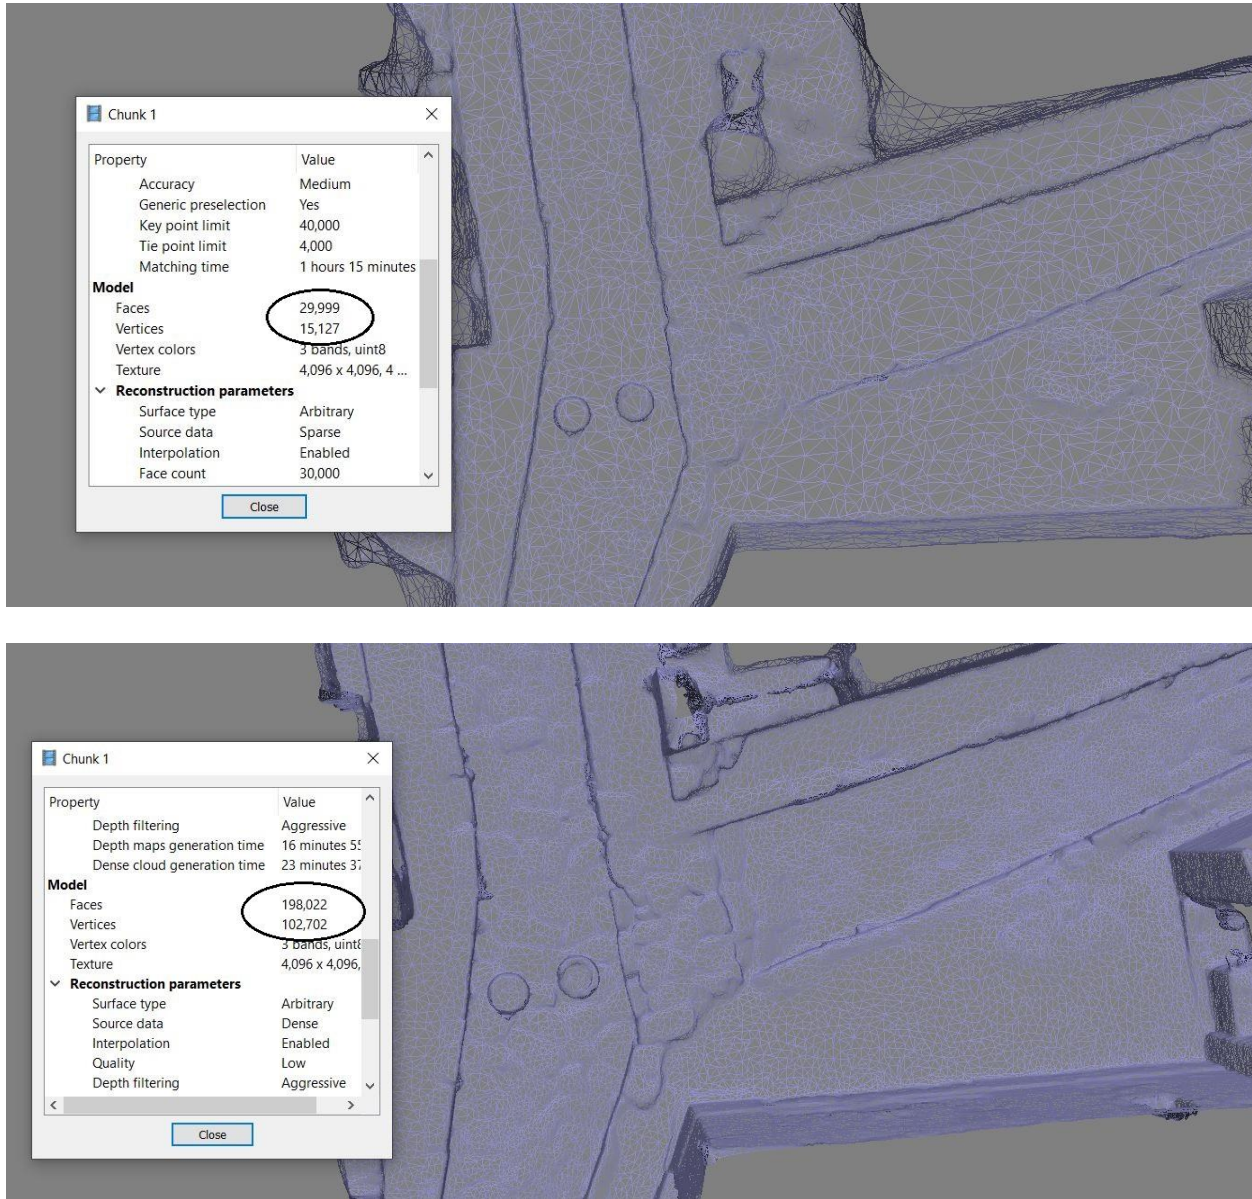 Chunk 1
Property Value
Accuracy Medium
Generic preselection Yes
Key point limit 40,000
Tie point limit 4,000
Matching time 1 hours 15 minutes
Model
Faces 29,999
Vertices 15,127
Vertex colors 3 bands, uint8
Texture 4,096 x 4,096, 4 ...
Reconstruction parameters
Surface type Arbitrary
Source data Sparse
Interpolation Enabled
Face count 30,000
Close
Chunk 1
Property Value
Depth filtering Aggressive
Depth maps generation time 16 minutes 55
Dense cloud generation time 23 minutes 37
Model
Faces 198,022
Vertices 102,702
Vertex colors 3 bands, uint8
Texture 4,096 x 4,096,
Reconstruction parameters
Surface type Arbitrary
Source data Dense
Interpolation Enabled
Quality Low
Depth filtering Aggressive
Close